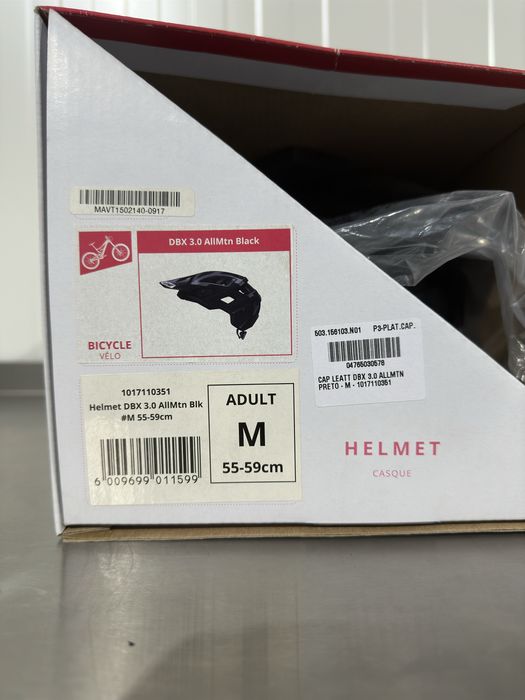 MAVT1502140-0917
DBX 3.0 AllMtn Black
BICYCLE
VÉLO
503.156103.N01 P3-PLAT.CAP.
04765030578
CAP LEATT DBX 3.0 ALLMTN
PRETO - M - 1017110351
1017110351
Helmet DBX 3.0 AllMtn Blk
#M 55-59cm
6 009699 011599
ADULT
M
55-59cm
HELMET
CASQUE